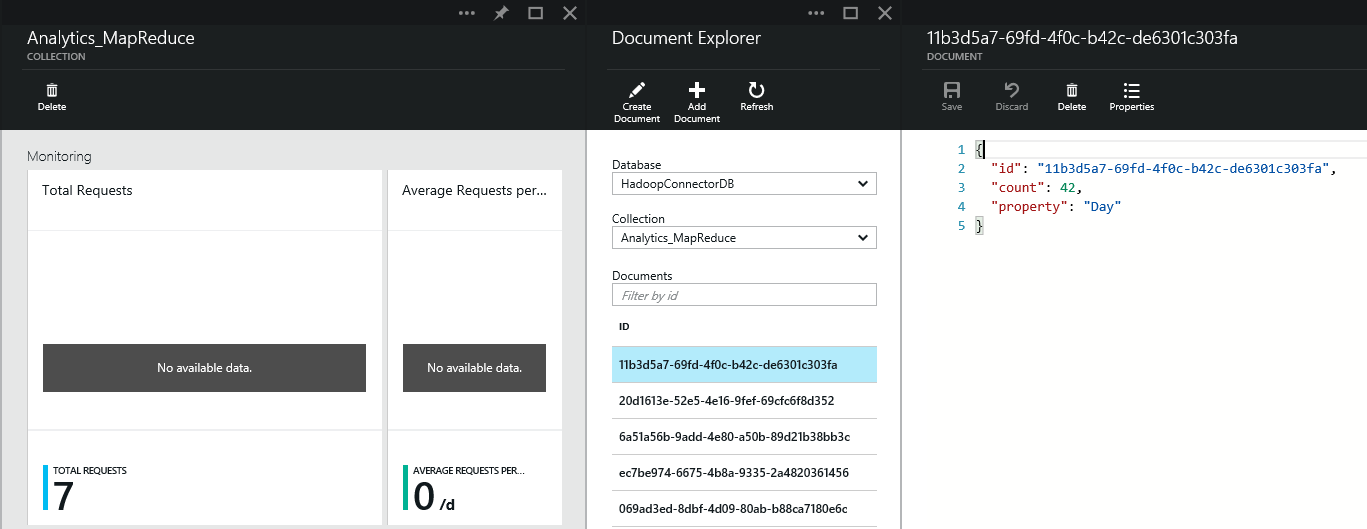 Analytics_MapReduce
COLLECTION
Delete
Monitoring
Total Requests
No available data.
TOTAL REQUESTS
7
Average Requests per...
No available data.
AVERAGE REQUESTS PER...
0 /d
Document Explorer
Create
Document
Add
Document
Refresh
Database
HadoopConnectorDB
Collection
Analytics_MapReduce
Documents
Filter by id
ID
11b3d5a7-69fd-4f0c-b42c-de6301c303fa
20d1613e-52e5-4e16-9fef-69cfc6f8d352
6a51a56b-9add-4e80-a50b-89d21b38bb3c
ec7be974-6675-4b8a-9335-2a4820361456
069ad3ed-8dbf-4d09-80ab-b88ca7180e6c
11b3d5a7-69fd-4f0c-b42c-de6301c303fa
DOCUMENT
Save
Discard
Delete
Properties
1 {
2 "id": "11b3d5a7-69fd-4f0c-b42c-de6301c303fa",
3 "count": 42,
4 "property": "Day"
5 }